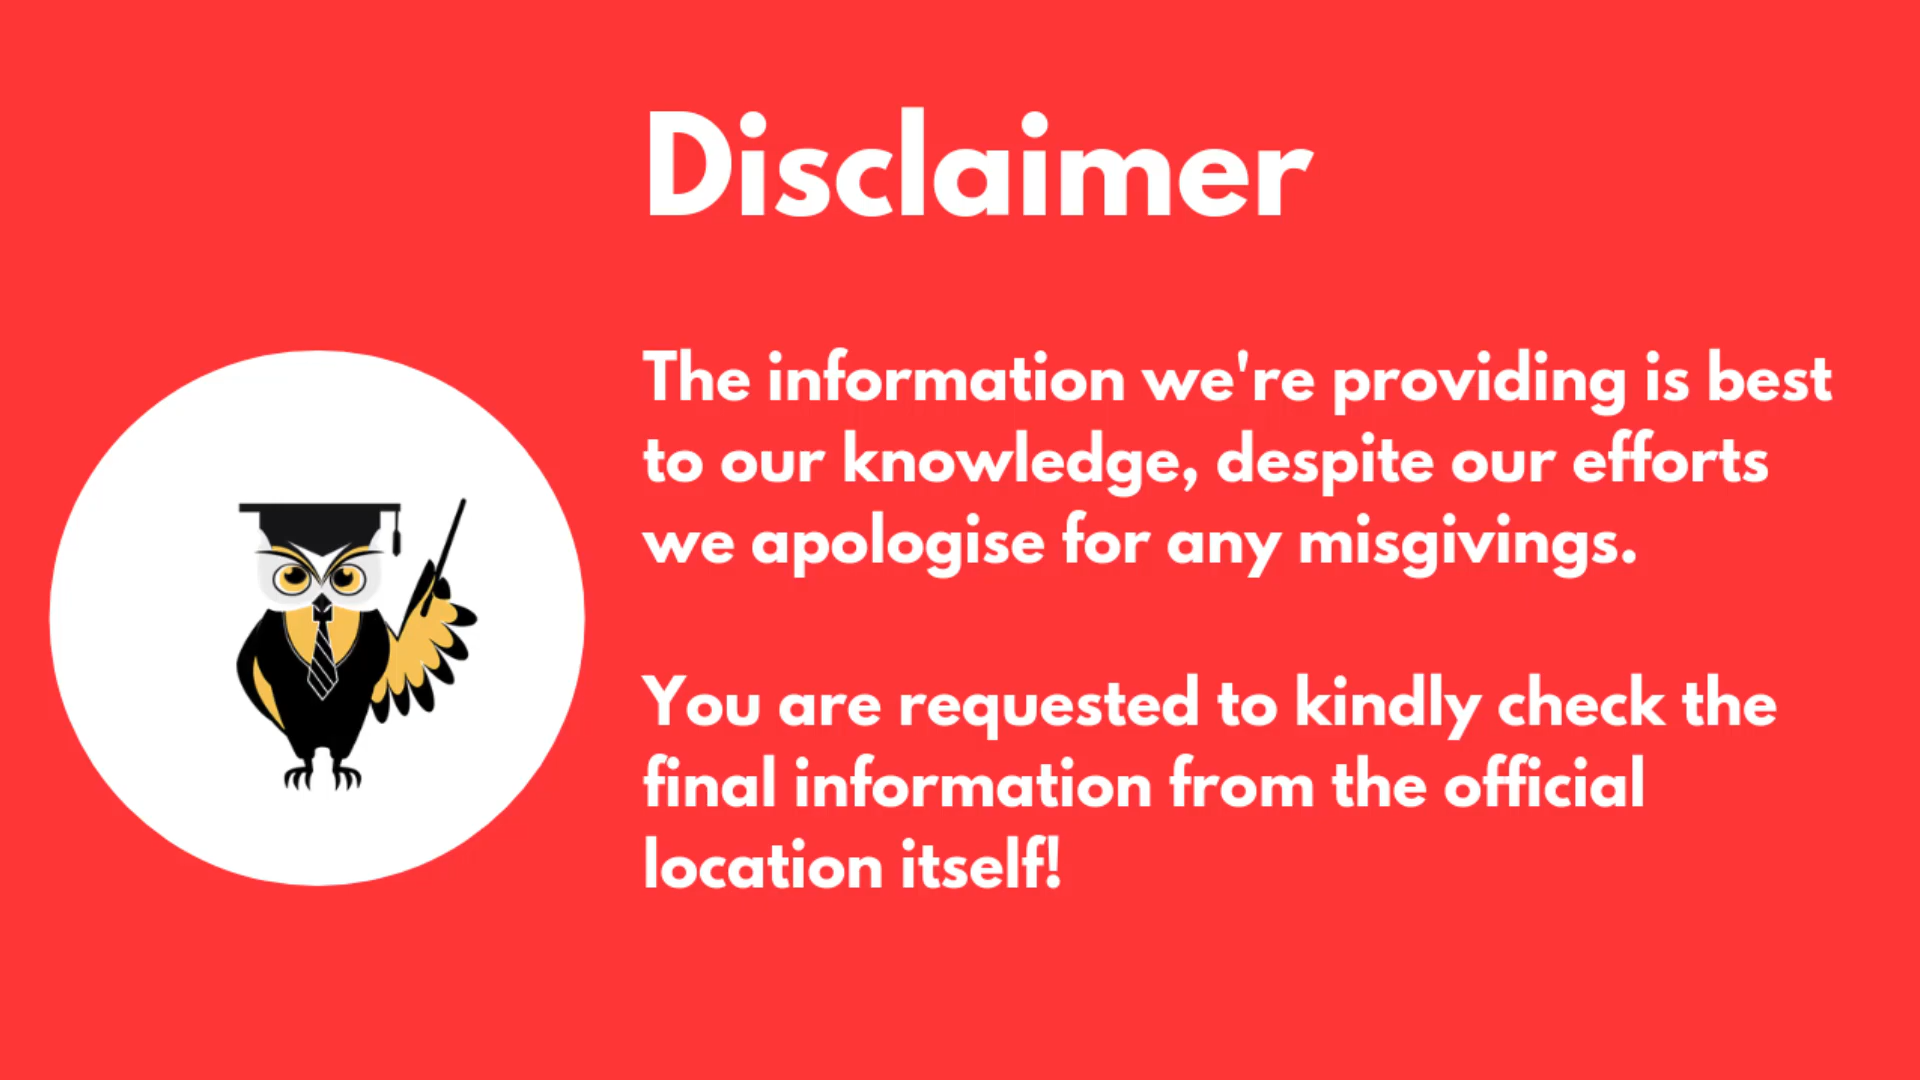 Disclaimer
The information we're providing is best
to our knowledge, despite our efforts
we apologise for any misgivings.
You are requested to kindly check the
final information from the official
location itself!